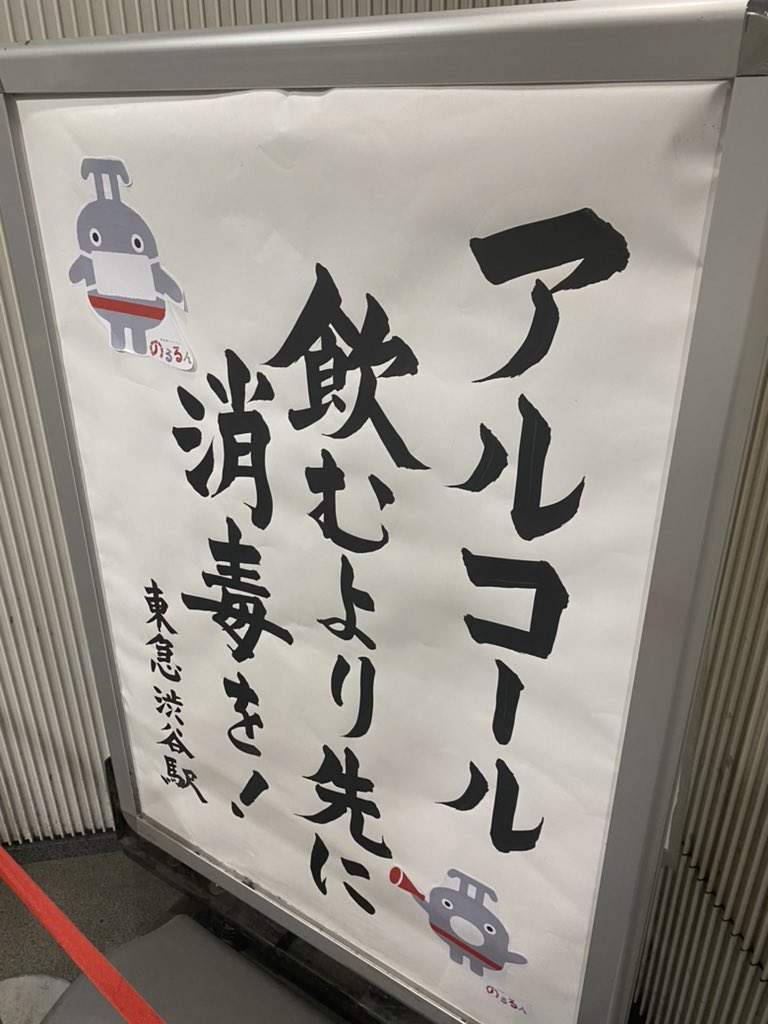 アルコール
飲むより先に
消毒を!
東急渋谷駅
のるるん
のるるん